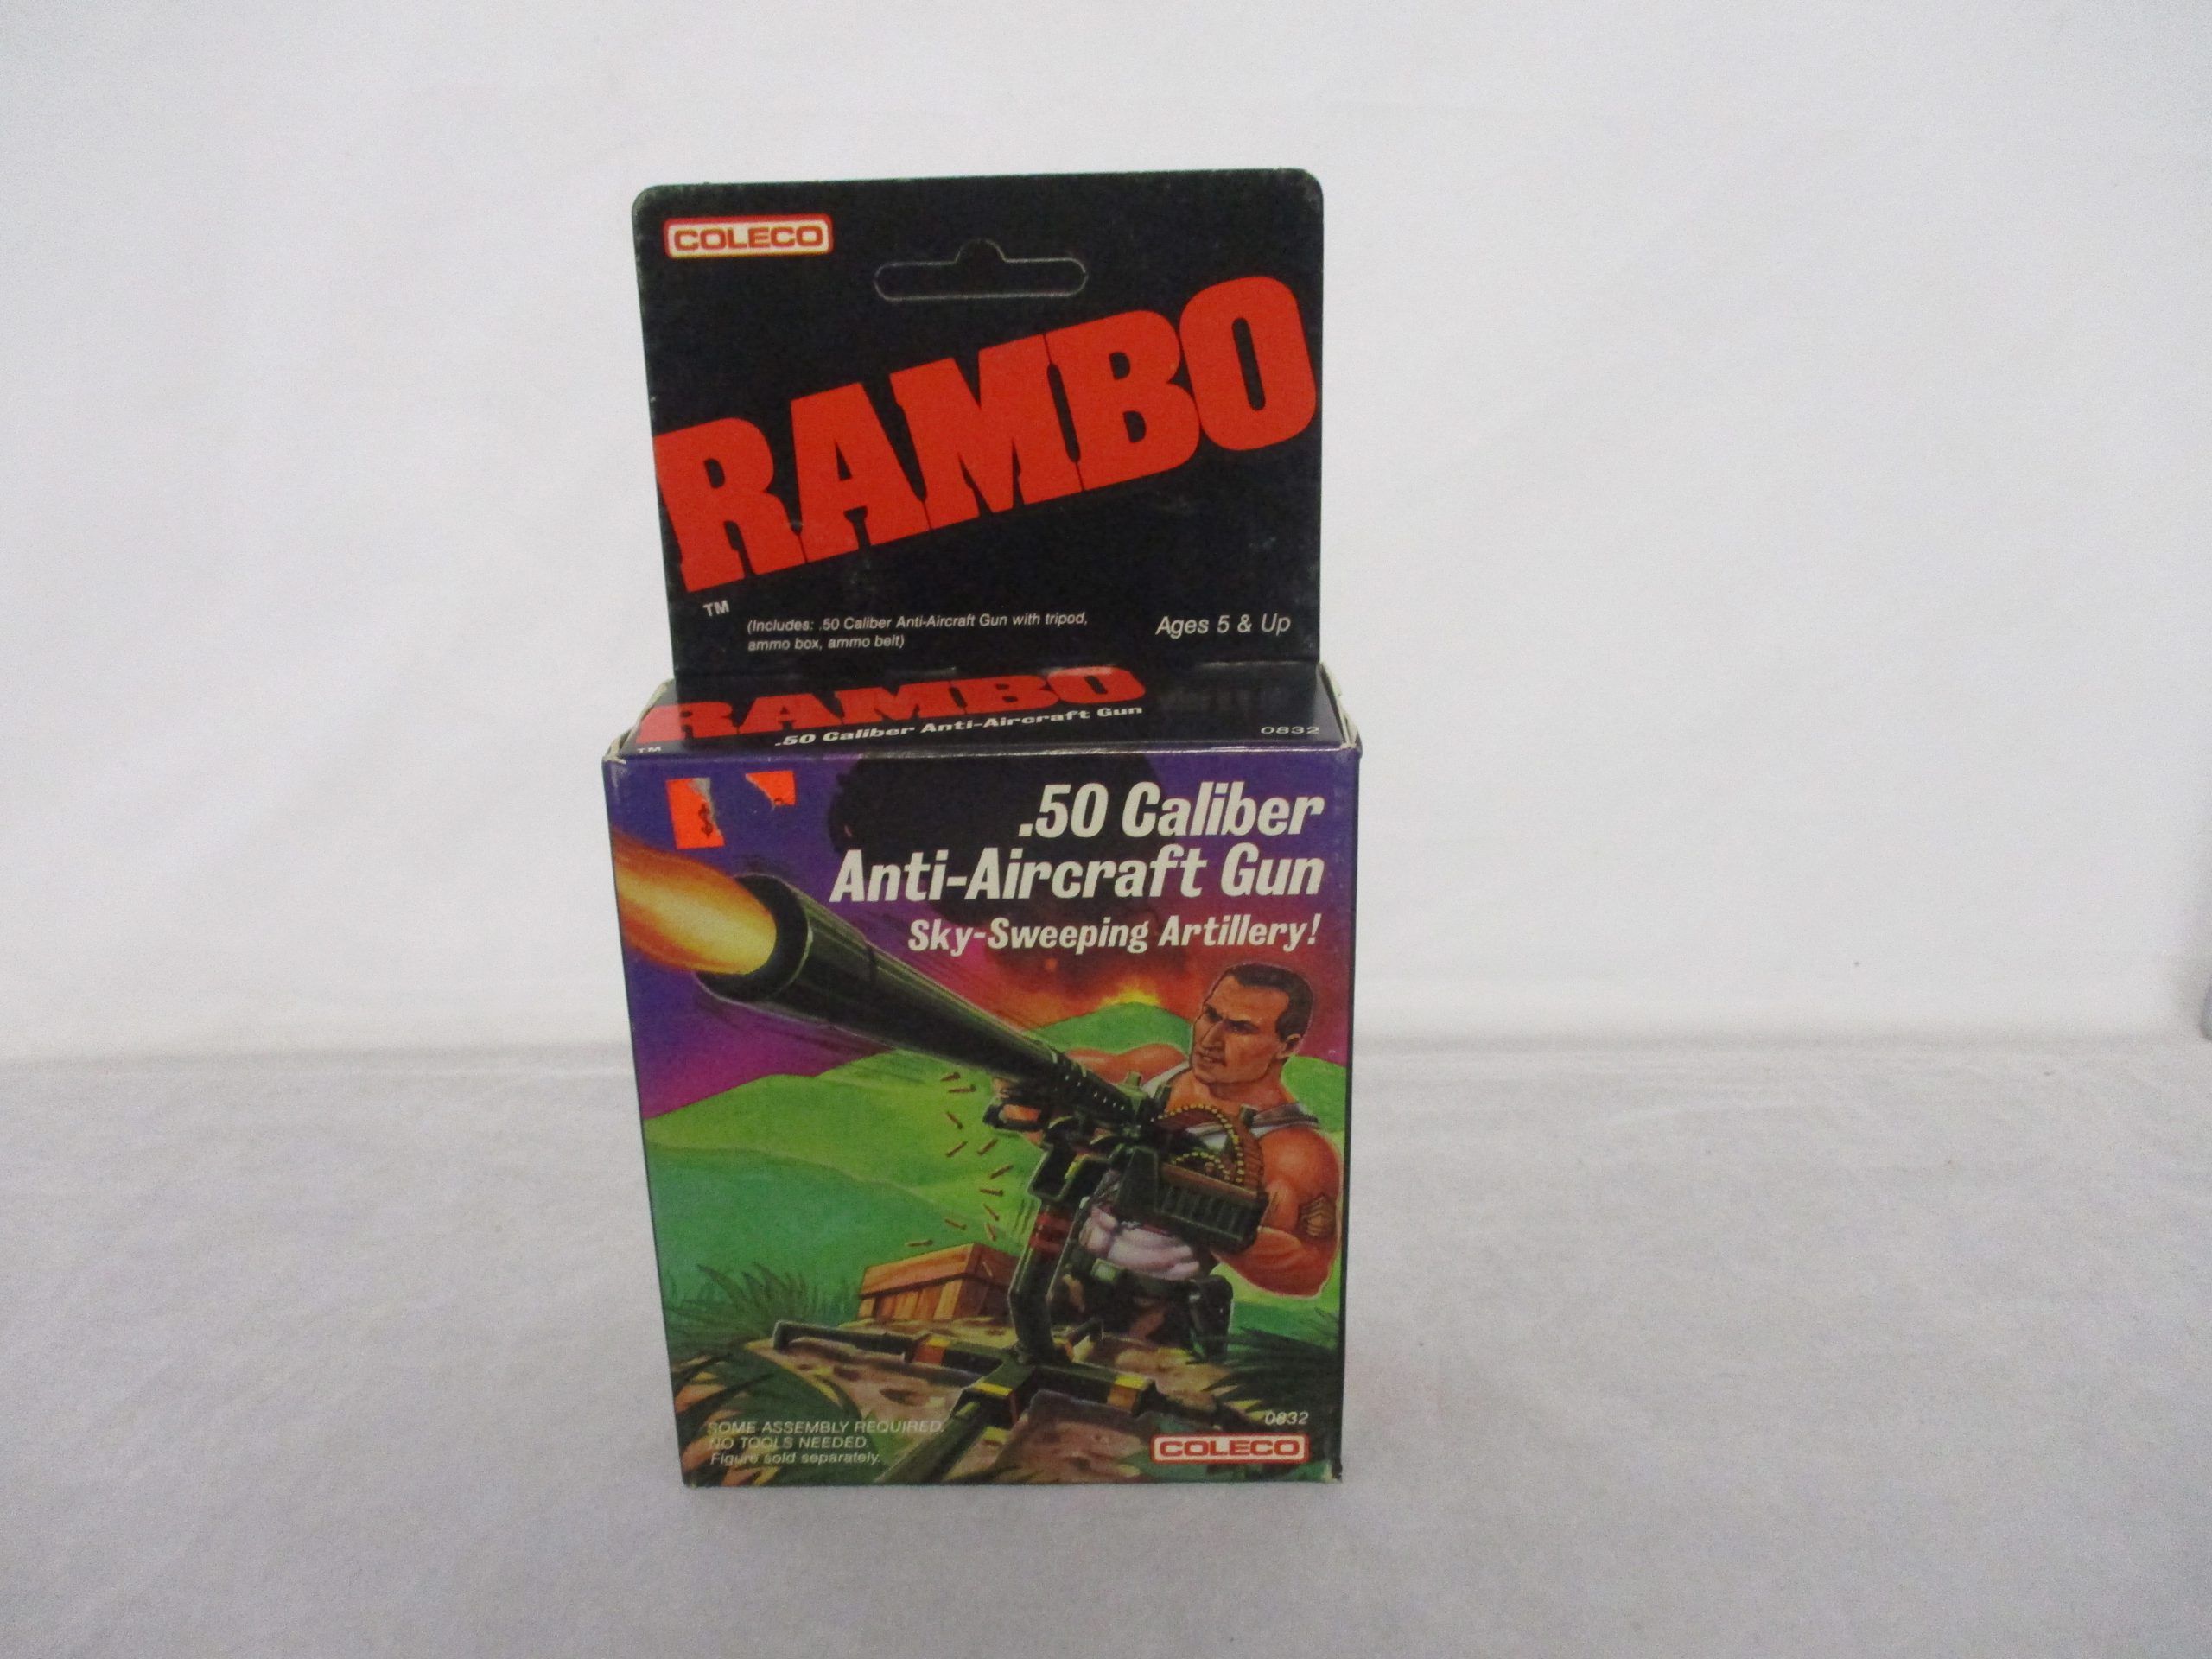 COLECO
RAMBO
TM
(Includes: .50 Caliber Anti-Aircraft Gun with tripod,
ammo box, ammo belt)
Ages 5 & Up
RAMBO
TM
.50 Caliber Anti-Aircraft Gun
0832
$
.50 Caliber
Anti-Aircraft Gun
Sky-Sweeping Artillery!
SOME ASSEMBLY REQUIRED.
NO TOOLS NEEDED.
Figure sold separately.
0832
COLECO